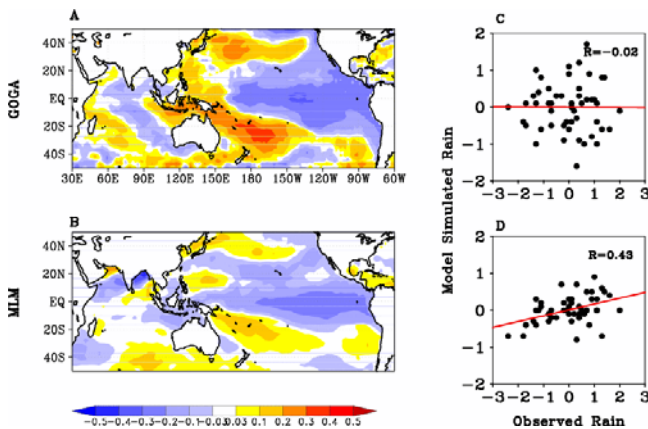 A
GOGA
40N
20N
EQ
20S
40S
30E 60E 90E 120E 150E 180 150W 120W 90W 60W
B
MLM
40N
20N
EQ
20S
40S
-0.5 -0.4 -0.3 -0.2 -0.1 -0.03 0.03 0.1 0.2 0.3 0.4 0.5
C
R=-0.02
2
1
0
-1
-2
-3 -2 -1 0 1 2 3
Model Simulated Rain
D
R=0.43
2
1
0
-1
-2
-3 -2 -1 0 1 2 3
Observed Rain